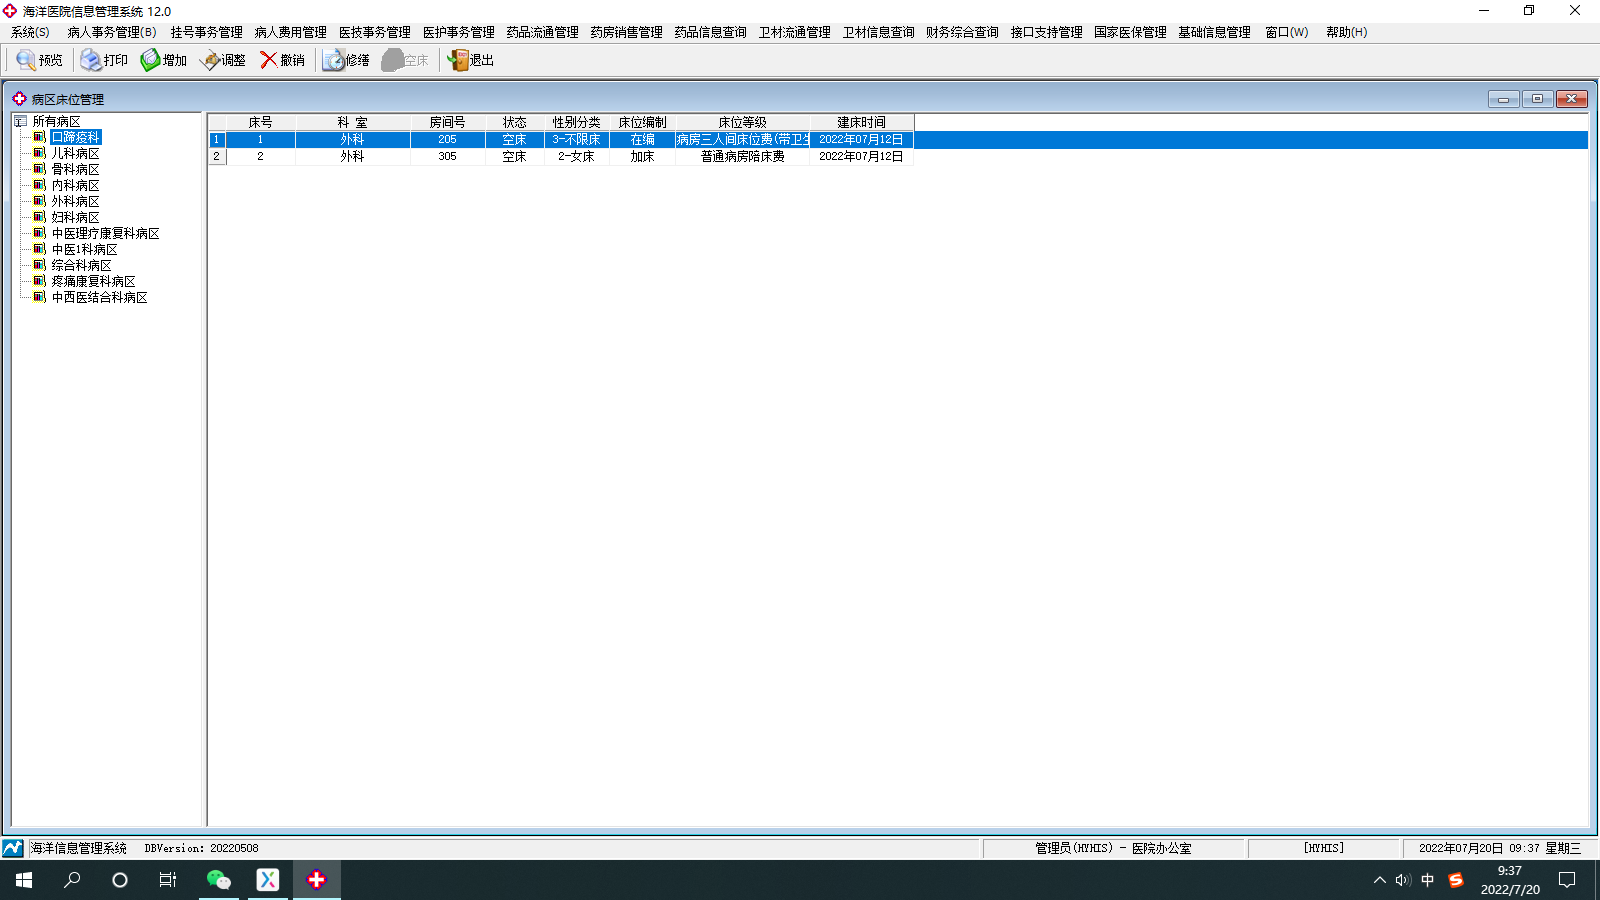 海洋医院信息管理系统 12.0
系统(S) 病人事务管理(B) 挂号事务管理 病人费用管理 医技事务管理 医护事务管理 药品流通管理 药房销售管理 药品信息查询 卫材流通管理 卫材信息查询 财务综合查询 接口支持管理 国家医保管理 基础信息管理 窗口(W) 帮助(H)
预览 打印 增加 调整 撤销 修缮 空床 退出
病区床位管理
所有病区
口蹄疫科
儿科病区
骨科病区
内科病区
外科病区
妇科病区
中医理疗康复科病区
中医1科病区
综合科病区
疼痛康复科病区
中西医结合科病区
床号 科 室 房间号 状态 性别分类 床位编制 床位等级 建床时间
1 1 外科 205 空床 3-不限床 在编 病房三人间床位费(带卫生 2022年07月12日
2 2 外科 305 空床 2-女床 加床 普通病房陪床费 2022年07月12日
海洋信息管理系统 DBVersion: 20220508 管理员(HYHIS) - 医院办公室 [HYHIS] 2022年07月20日 09:37 星期三
中 9:37
2022/7/20